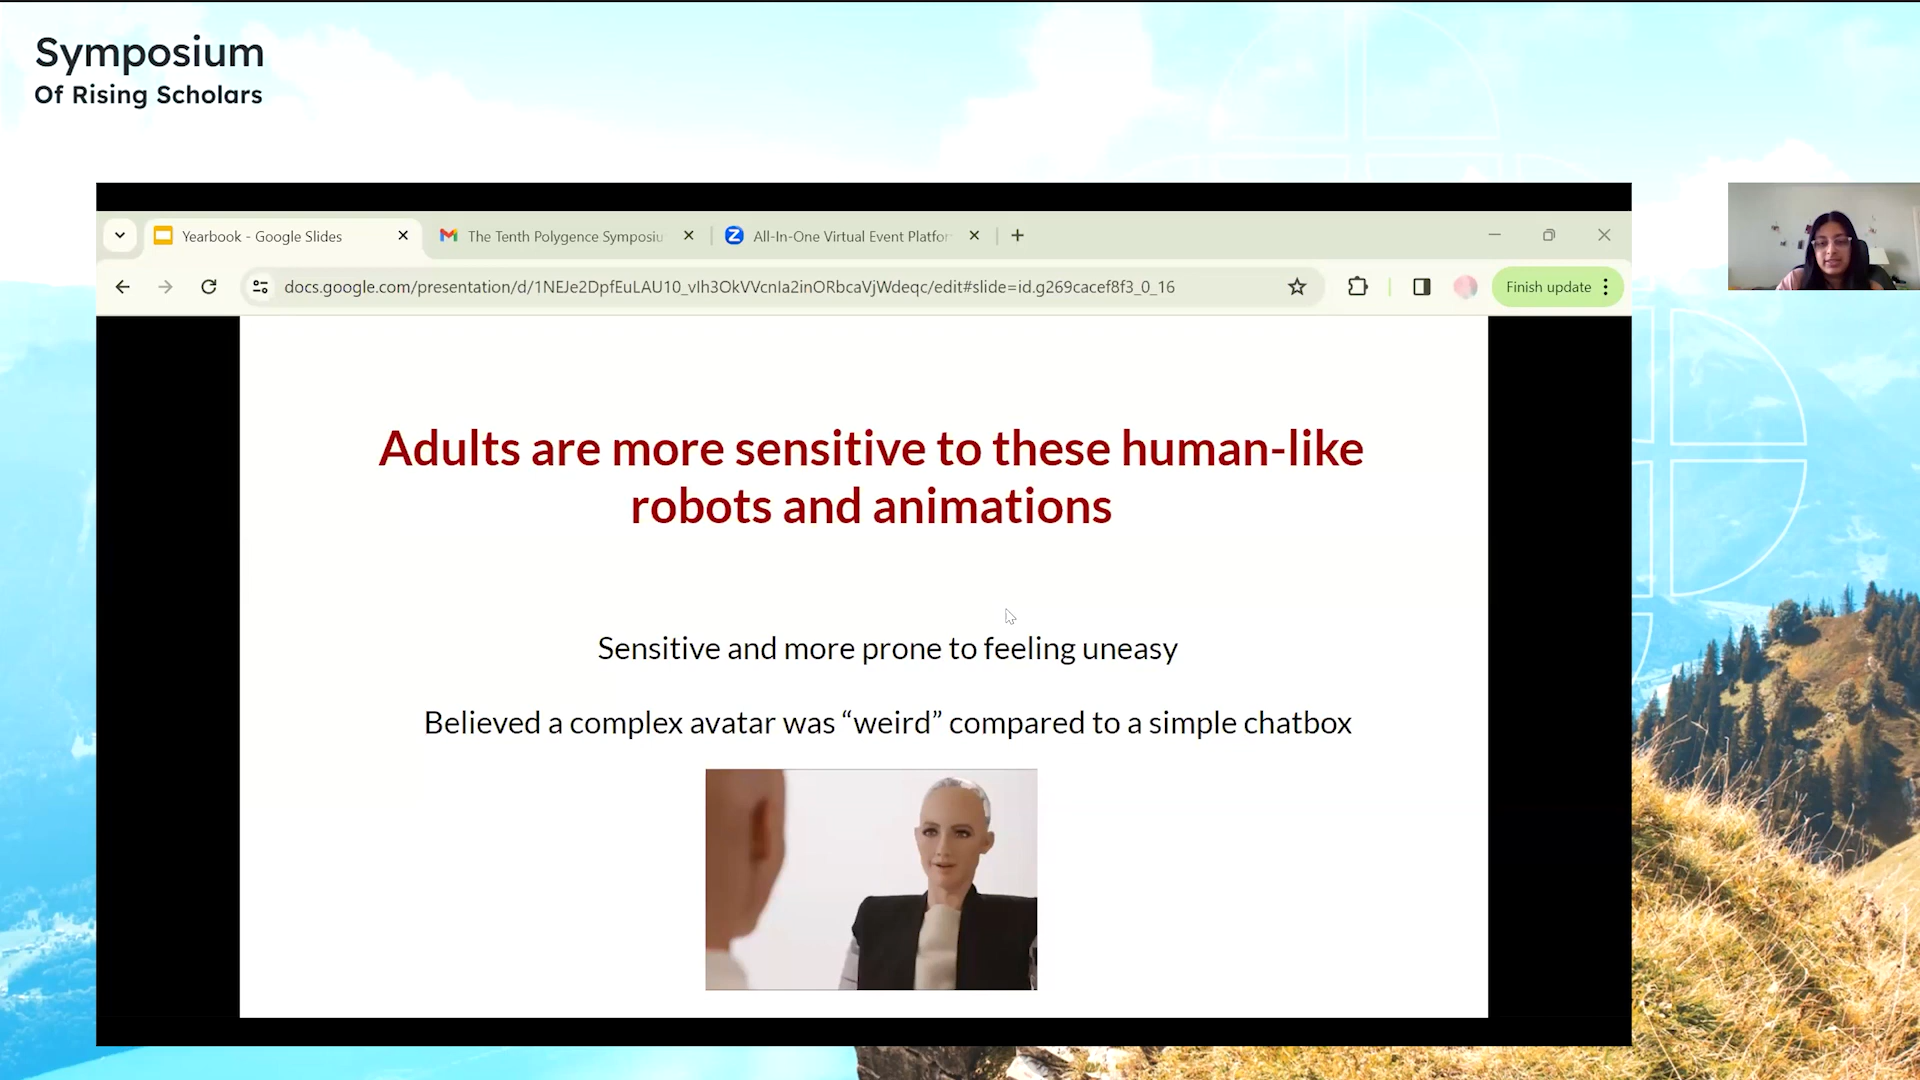 Symposium
Of Rising Scholars
Yearbook - Google Slides
The Tenth Polygence Symposiu
All-In-One Virtual Event Platfor
docs.google.com/presentation/d/1NEJe2DpfEuLAU10_vIh3OkVVcnIa2inORbcaVjWdeqc/edit#slide=id.g269cacef8f3_0_16
Finish update
Adults are more sensitive to these human-like
robots and animations
Sensitive and more prone to feeling uneasy
Believed a complex avatar was “weird” compared to a simple chatbox